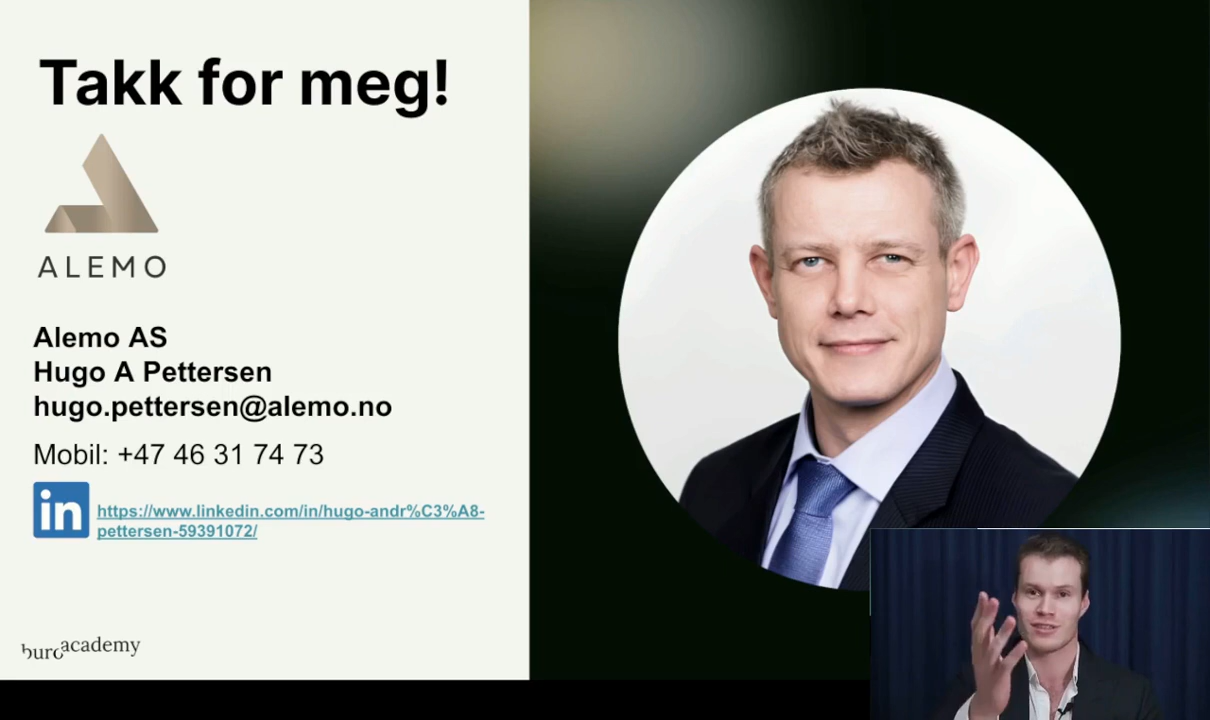 Takk for meg!
ALEMO
Alemo AS
Hugo A Pettersen
hugo.pettersen@alemo.no
Mobil: +47 46 31 74 73
in
https://www.linkedin.com/in/hugo-andr%C3%A8-
pettersen-59391072/
buroacademy